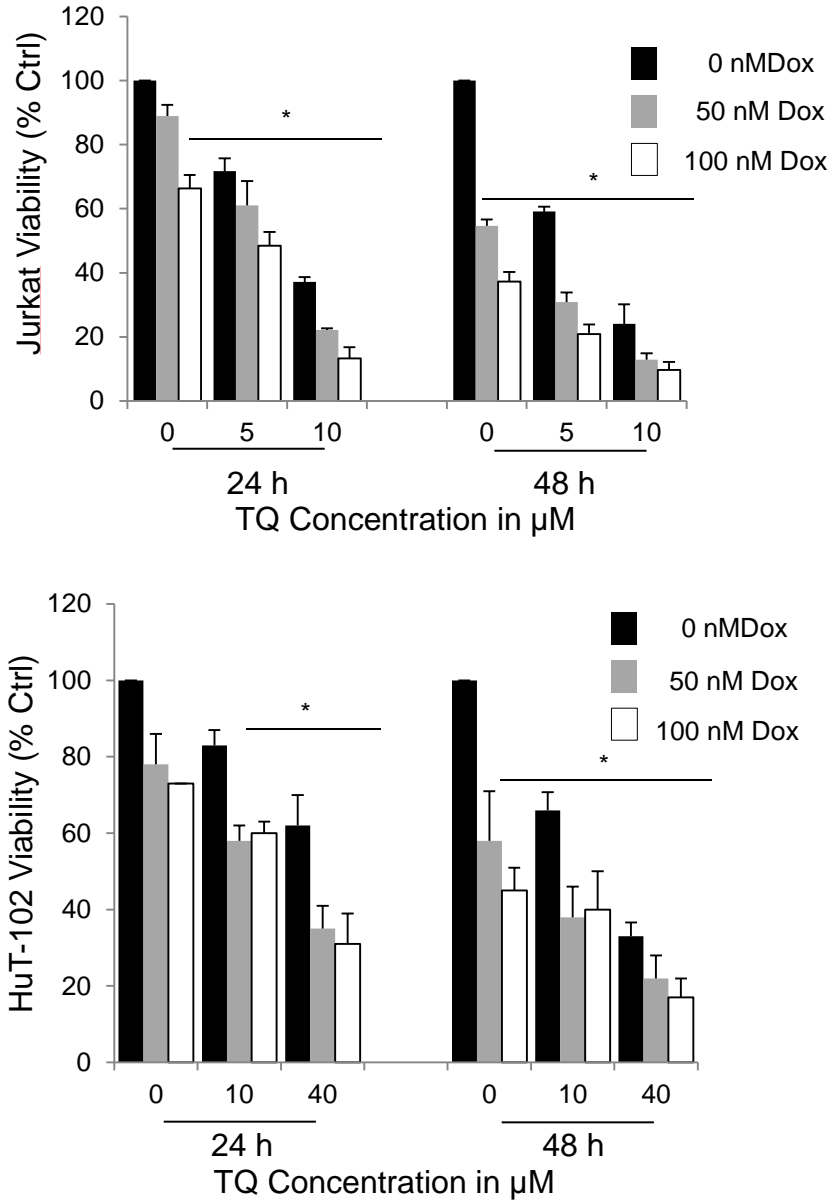 120
100
80
60
40
20
0
Jurkat Viability (% Ctrl)
0 nMDox
50 nM Dox
100 nM Dox
*
*
0 5 10 0 5 10
24 h 48 h
TQ Concentration in µM
120
100
80
60
40
20
0
HuT-102 Viability (% Ctrl)
0 nMDox
50 nM Dox
100 nM Dox
*
*
0 10 40 0 10 40
24 h 48 h
TQ Concentration in µM